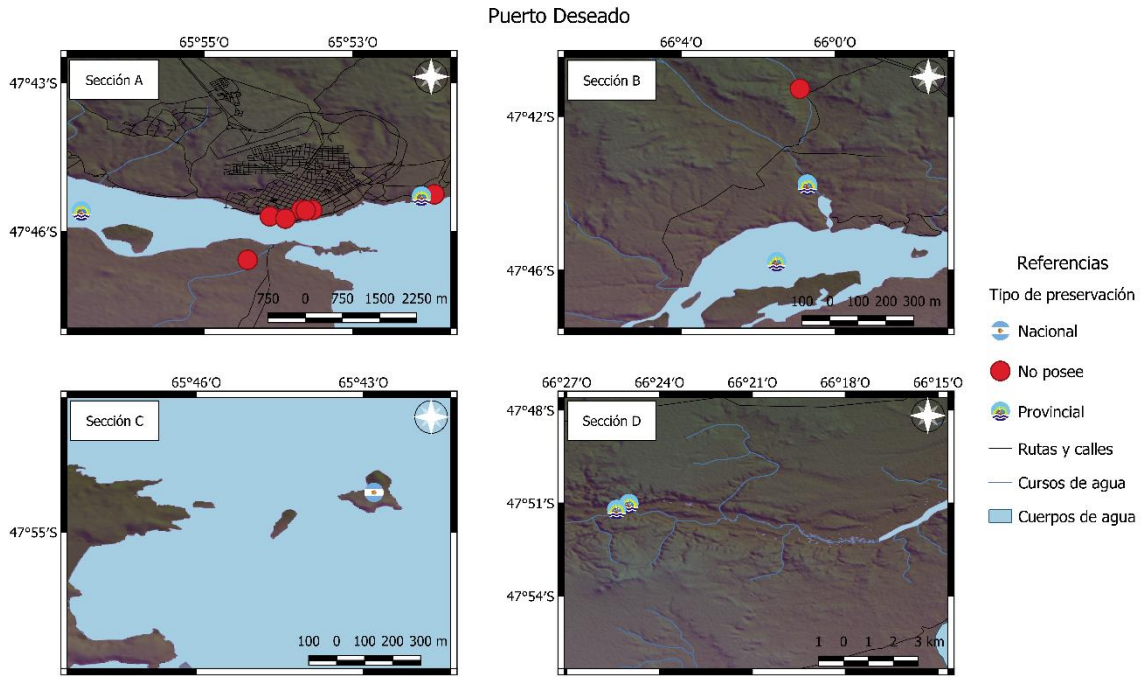 Puerto Deseado
65°55'O 65°53'O
Sección A
47°43'S
47°46'S
750 0 750 1500 2250 m
66°4'O 66°0'O
Sección B
47°42'S
47°46'S
100 0 100 200 300 m
65°46'O 65°43'O
Sección C
47°55'S
100 0 100 200 300 m
66°27'O 66°24'O 66°21'O 66°18'O 66°15'O
Sección D
47°48'S
47°51'S
47°54'S
1 0 1 2 3 km
Referencias
Tipo de preservación
Nacional
No posee
Provincial
Rutas y calles
Cursos de agua
Cuerpos de agua